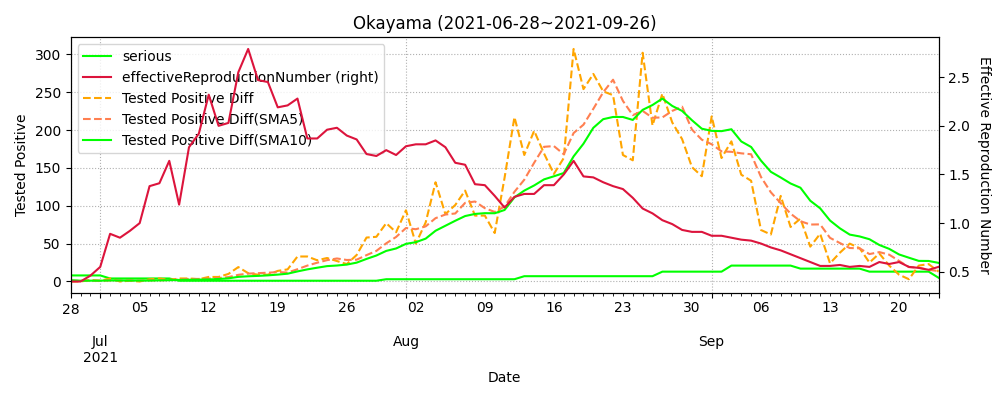 Okayama (2021-06-28~2021-09-26)
serious
effectiveReproductionNumber (right)
Tested Positive Diff
Tested Positive Diff(SMA5)
Tested Positive Diff(SMA10)
Tested Positive
300
250
200
150
100
50
0
2.5
2.0
1.5
1.0
0.5
Effective Reproduction Number
28 05 12 19 26 02 09 16 23 30 06 13 20
Jul Aug Sep
2021
Date